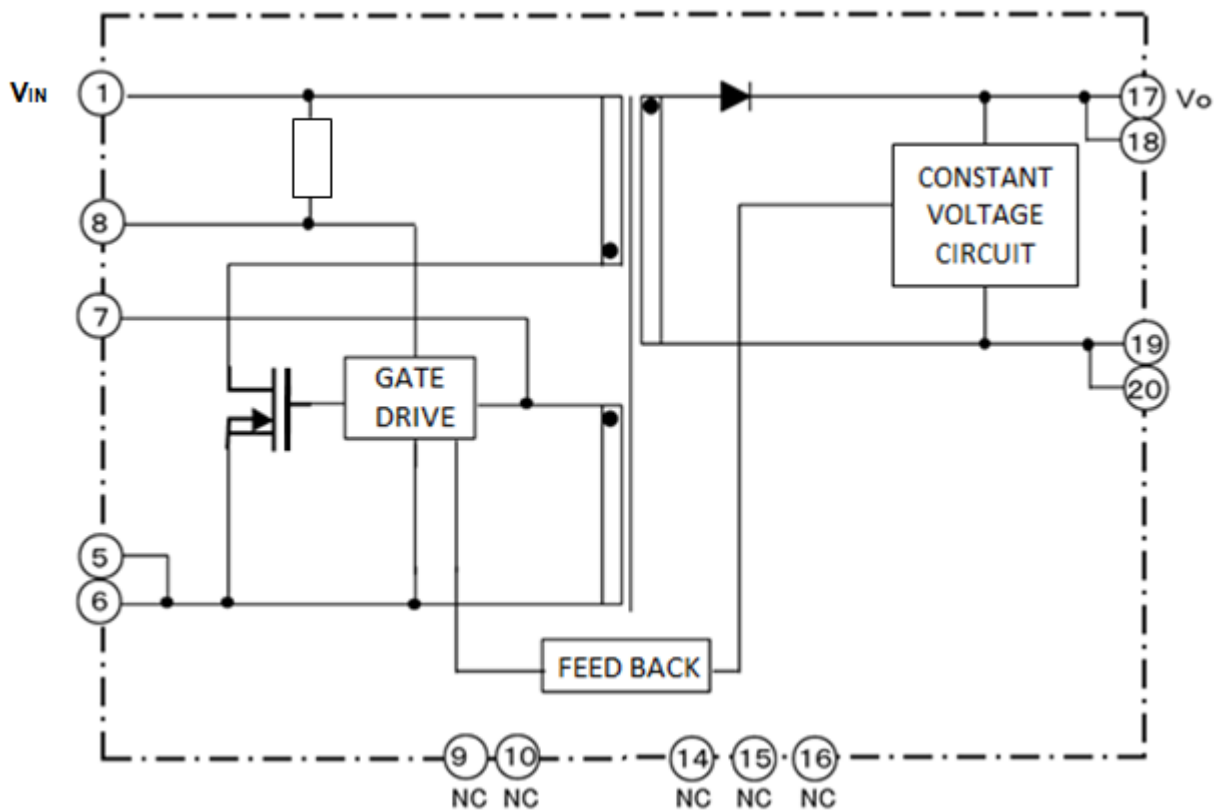 VIN
1
17
Vo
18
8
CONSTANT
VOLTAGE
CIRCUIT
7
19
GATE
DRIVE
20
5
6
FEED BACK
9
10
14
15
16
NC
NC
NC
NC
NC